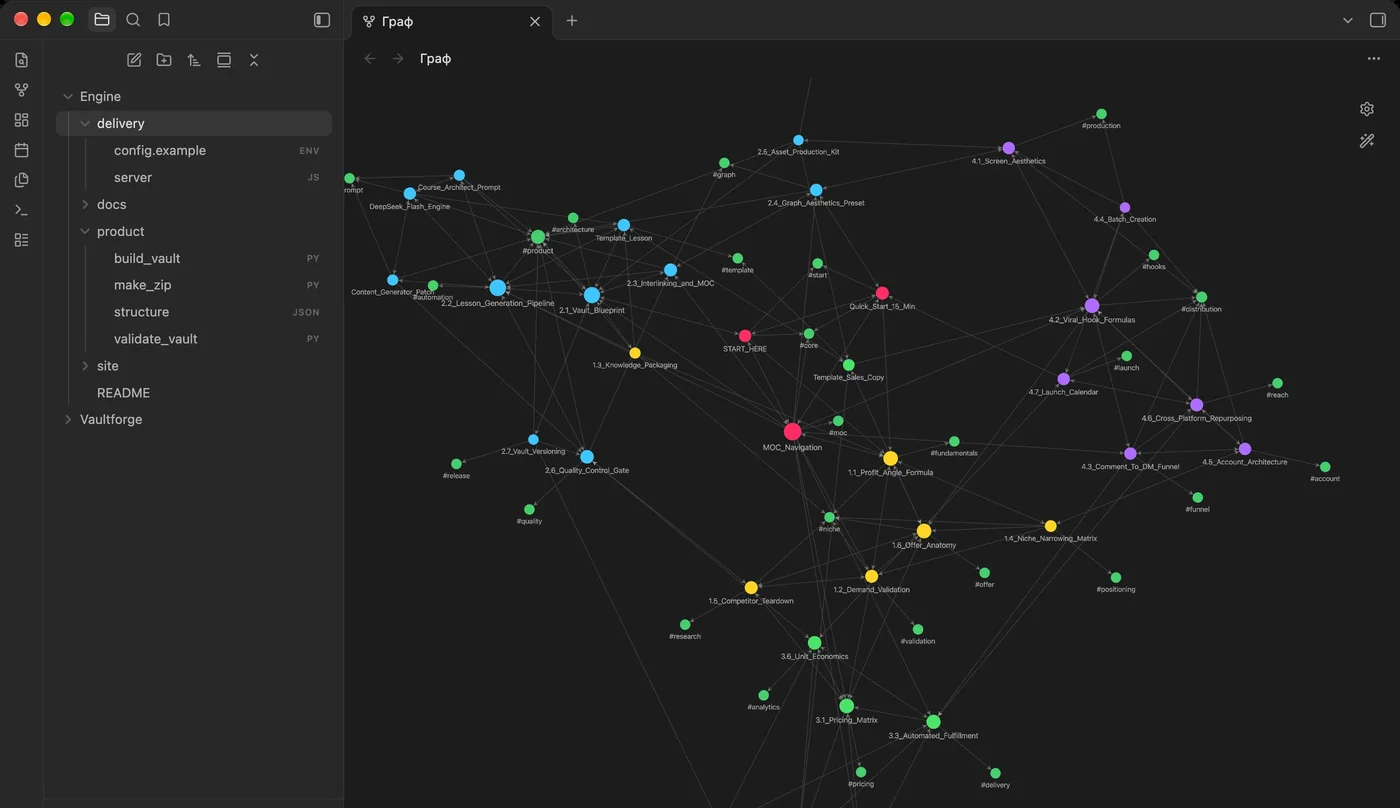 Граф
Граф
Engine
delivery
config.example ENV
server JS
docs
product
build_vault PY
make_zip PY
structure JSON
validate_vault PY
site
README
Vaultforge
#production
2.5_Asset_Production_Kit
4.1_Screen_Aesthetics
#graph
rompt
Course_Architect_Prompt
DeepSeek_Flash_Engine
2.4_Graph_Aesthetics_Preset
4.4_Batch_Creation
#architecture
Template_Lesson
#product
#template
#start
#hooks
2.3_Interlinking_and_MOC
Content_Generator_Patch
#automation
2.2_Lesson_Generation_Pipeline
2.1_Vault_Blueprint
Quick_Start_15_Min
4.2_Viral_Hook_Formulas
#distribution
START_HERE
#core
1.3_Knowledge_Packaging
Template_Sales_Copy
#launch
4.7_Launch_Calendar
#reach
4.6_Cross_Platform_Repurposing
MOC_Navigation
#moc
2.7_Vault_Versioning
#fundamentals
#release
2.6_Quality_Control_Gate
1.1_Profit_Angle_Formula
4.3_Comment_To_DM_Funnel
4.5_Account_Architecture
#account
#quality
#funnel
#niche
1.6_Offer_Anatomy
1.4_Niche_Narrowing_Matrix
#offer
#positioning
1.2_Demand_Validation
1.5_Competitor_Teardown
#research
#validation
3.6_Unit_Economics
#analytics
3.1_Pricing_Matrix
3.3_Automated_Fulfillment
#pricing
#delivery